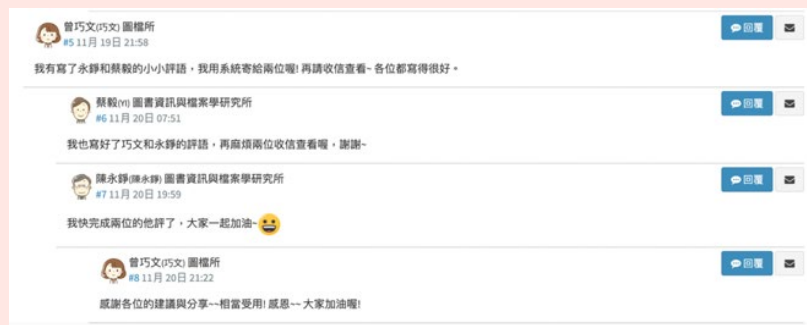 曾巧文(巧文) 圖檔所
回覆
#5 11月 19日 21:58
我有寫了永錚和蔡毅的小小評語，我用系統寄給兩位喔! 再請收信查看~ 各位都寫得很好。
蔡毅(YI) 圖書資訊與檔案學研究所
回覆
#6 11月 20日 07:51
我也寫好了巧文和永錚的評語，再麻煩兩位收信查看喔，謝謝~
陳永錚(陳永錚) 圖書資訊與檔案學研究所
回覆
#7 11月 20日 19:59
我快完成兩位的他評了，大家一起加油~
曾巧文(巧文) 圖檔所
回覆
#8 11月 20日 21:22
感謝各位的建議與分享~~相當受用! 感恩~~ 大家加油喔!